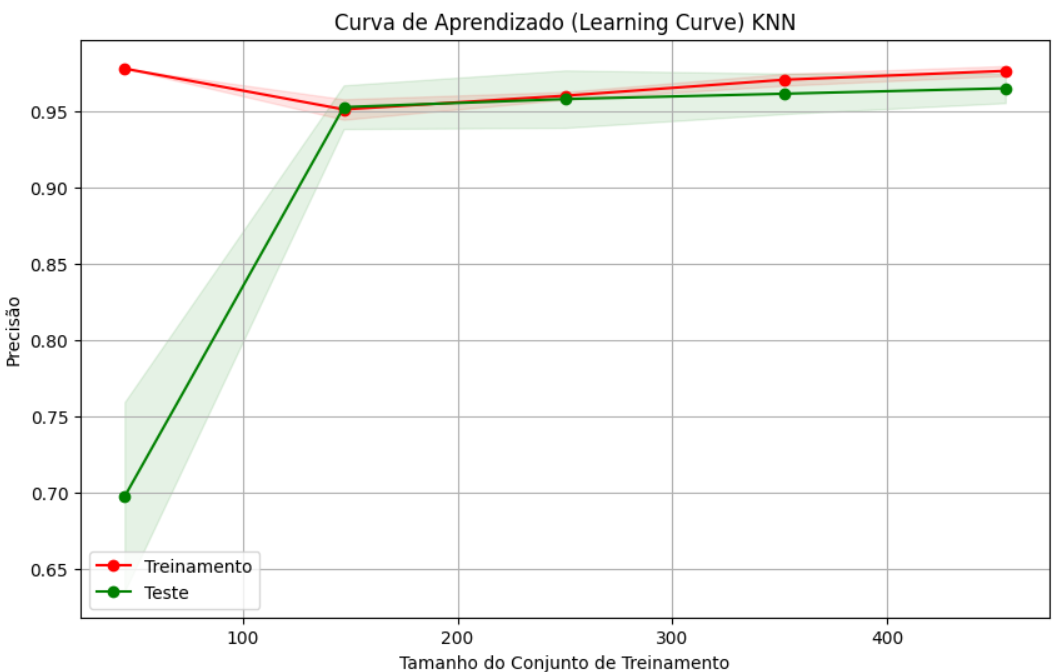 Curva de Aprendizado (Learning Curve) KNN
Precisão
0.95
0.90
0.85
0.80
0.75
0.70
0.65
Treinamento
Teste
100 200 300 400
Tamanho do Conjunto de Treinamento